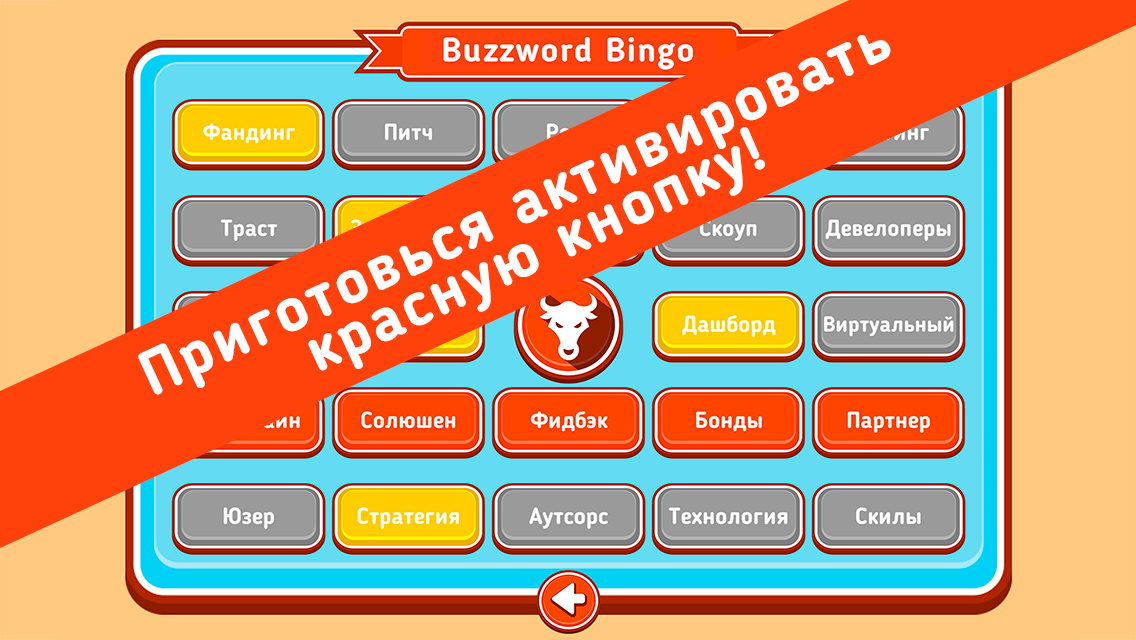 Buzzword Bingo
Приготовься активировать
красную кнопку!
Фандинг
Питч
Траст
Скоуп
Девелоперы
Дашборд
Виртуальный
Солюшен
Фидбэк
Бонды
Партнер
Юзер
Стратегия
Аутсорс
Технология
Скилы